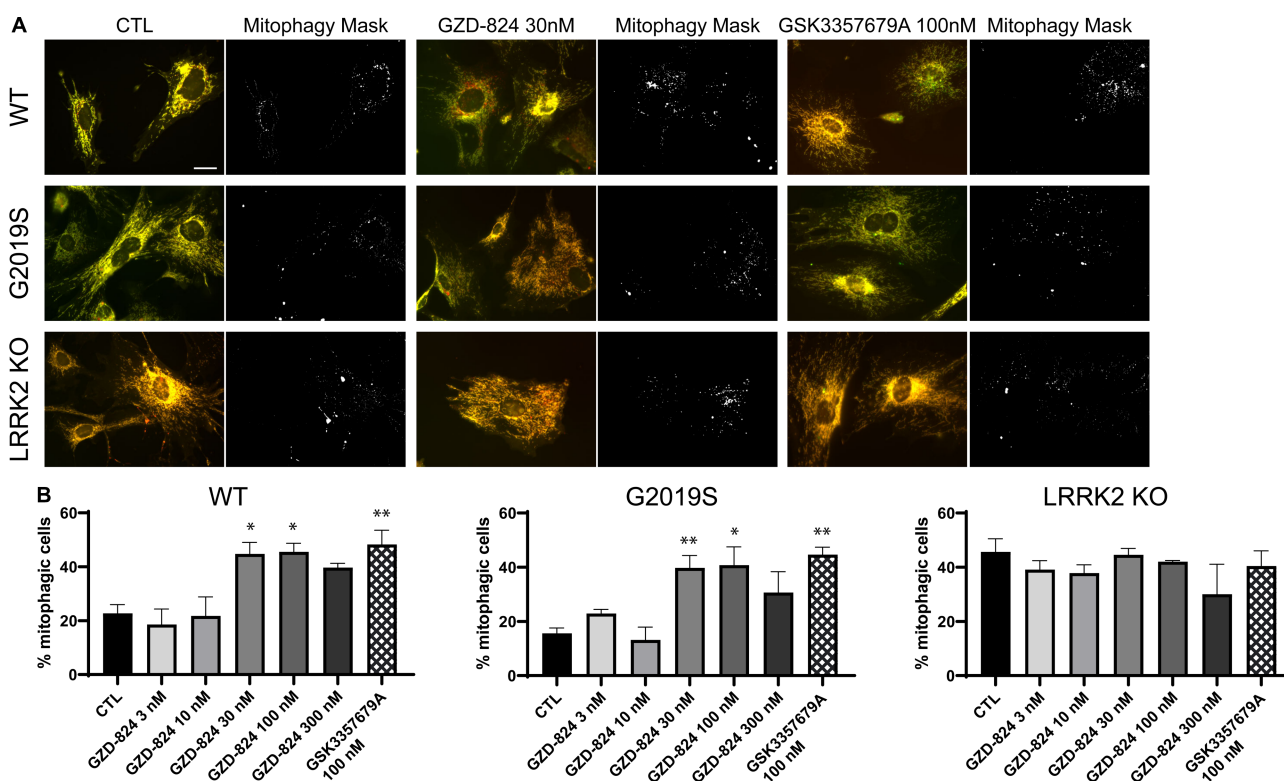 A
CTL Mitophagy Mask GZD-824 30nM Mitophagy Mask GSK3357679A 100nM Mitophagy Mask
WT
G2019S
LRRK2 KO
B
WT
% mitophagic cells
60
40
20
0
* * **
CTL
GZD-824 3 nM
GZD-824 10 nM
GZD-824 30 nM
GZD-824 100 nM
GZD-824 300 nM
GSK3357679A
100 nM
G2019S
% mitophagic cells
60
40
20
0
** * **
CTL
GZD-824 3 nM
GZD-824 10 nM
GZD-824 30 nM
GZD-824 100 nM
GZD-824 300 nM
GSK3357679A
100 nM
LRRK2 KO
% mitophagic cells
60
40
20
0
CTL
GZD-824 3 nM
GZD-824 10 nM
GZD-824 30 nM
GZD-824 100 nM
GZD-824 300 nM
GSK3357679A
100 nM